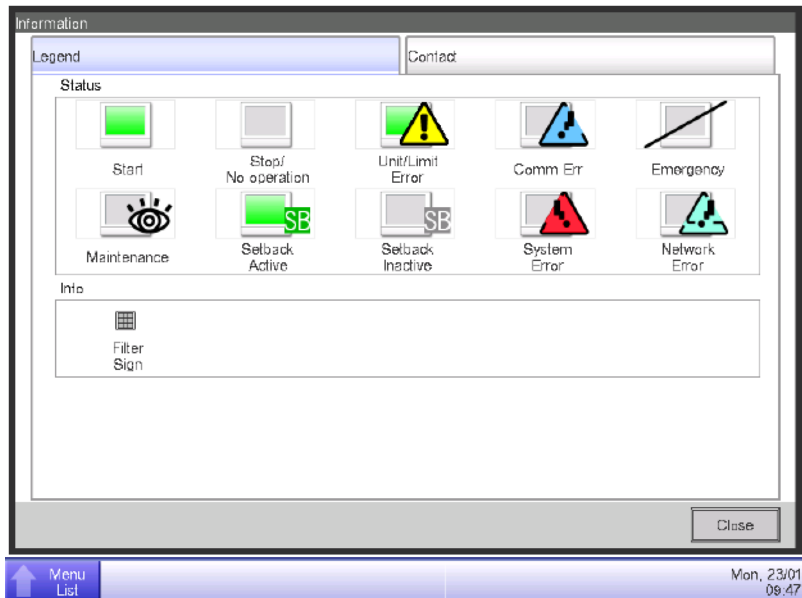 Information
Legend
Contact
Status
Start
Stop/
No operation
Unit/Limit
Error
Comm Err
Emergency
Maintenance
SB
Setback
Active
SB
Setback
Inactive
System
Error
Network
Error
Info
Filter
Sign
Close
Menu
List
Mon, 23/01
09:47